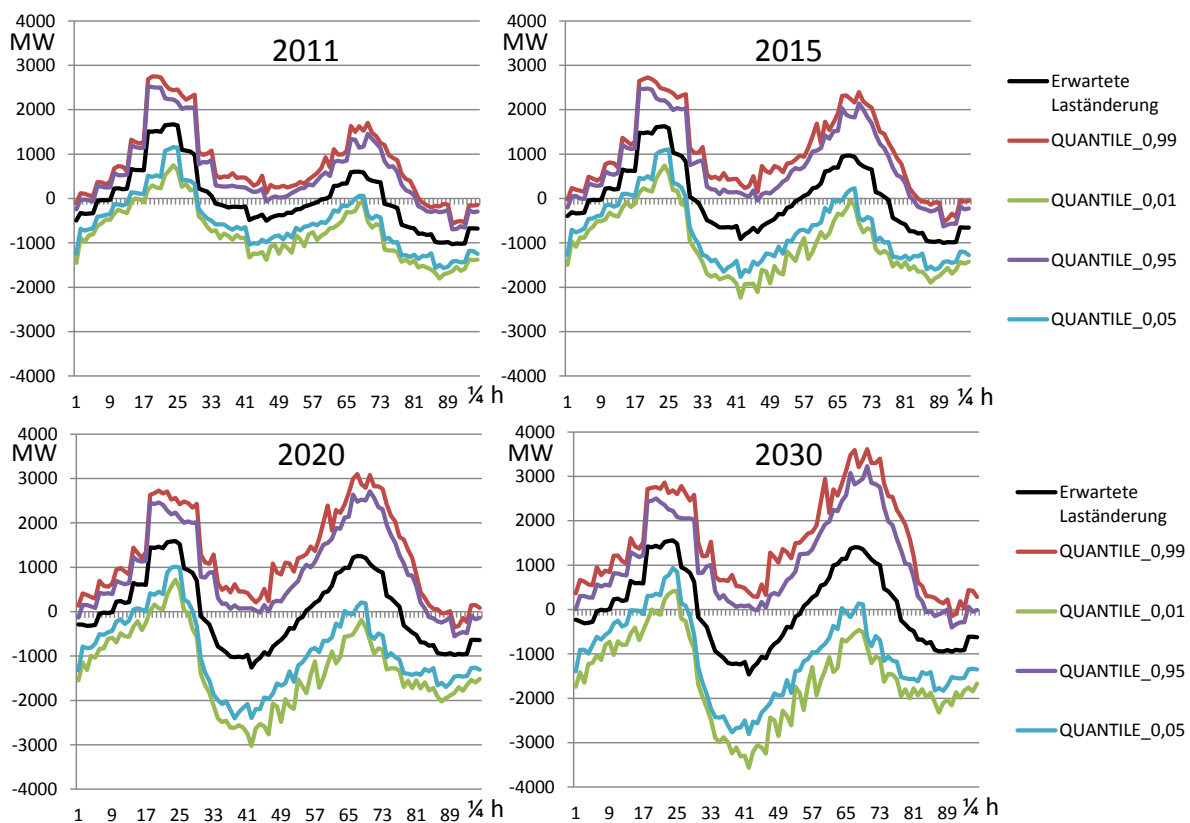 4000
MW
3000
2000
1000
0
-1000
-2000
-3000
-4000
2011
1 9 17 25 33 41 49 57 65 73 81 89 ¼ h
4000
MW
3000
2000
1000
0
-1000
-2000
-3000
-4000
2015
1 9 17 25 33 41 49 57 65 73 81 89 ¼ h
Erwartete
Laständerung
QUANTILE_0,99
QUANTILE_0,01
QUANTILE_0,95
QUANTILE_0,05
4000
MW
3000
2000
1000
0
-1000
-2000
-3000
-4000
2020
1 9 17 25 33 41 49 57 65 73 81 89 ¼ h
4000
MW
3000
2000
1000
0
-1000
-2000
-3000
-4000
2030
1 9 17 25 33 41 49 57 65 73 81 89 ¼ h
Erwartete
Laständerung
QUANTILE_0,99
QUANTILE_0,01
QUANTILE_0,95
QUANTILE_0,05